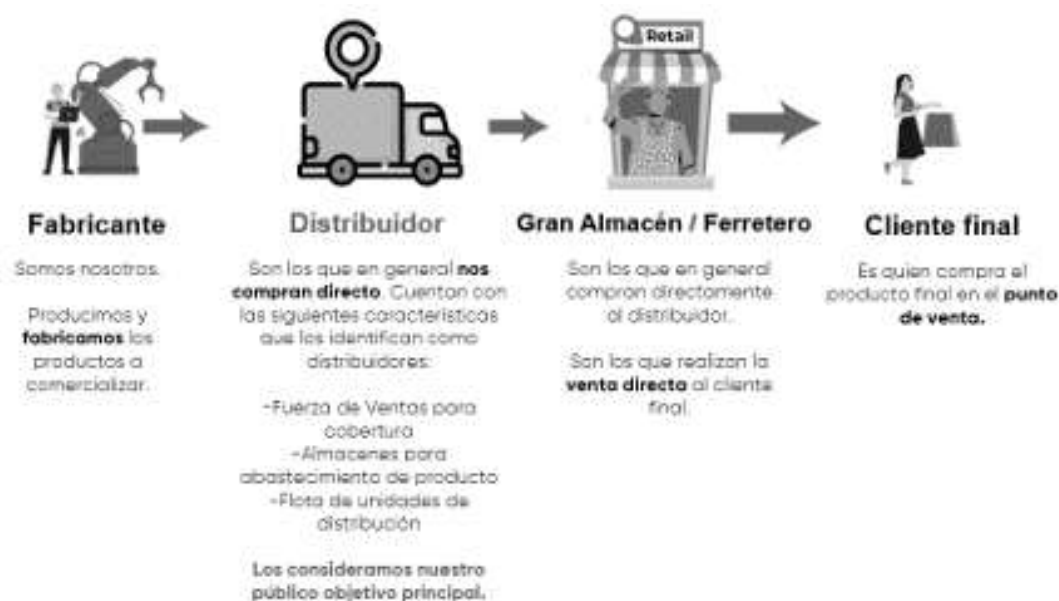 Retail
Fabricante
Somos nosotros.
Producimos y
fabricamos los
productos a
comercializar.
Distribuidor
Son los que en general nos
compran directo. Cuentan con
las siguientes características
que los identifican como
distribuidores:
-Fuerza de Ventas para
cobertura
-Almacenes para
abastecimiento de producto
-Flota de unidades de
distribución
Los consideramos nuestro
público objetivo principal.
Gran Almacén / Ferretero
Son los que en general
compran directamente
al distribuidor.
Son los que realizan la
venta directa al cliente
final.
Cliente final
Es quien compra el
producto final en el punto
de venta.